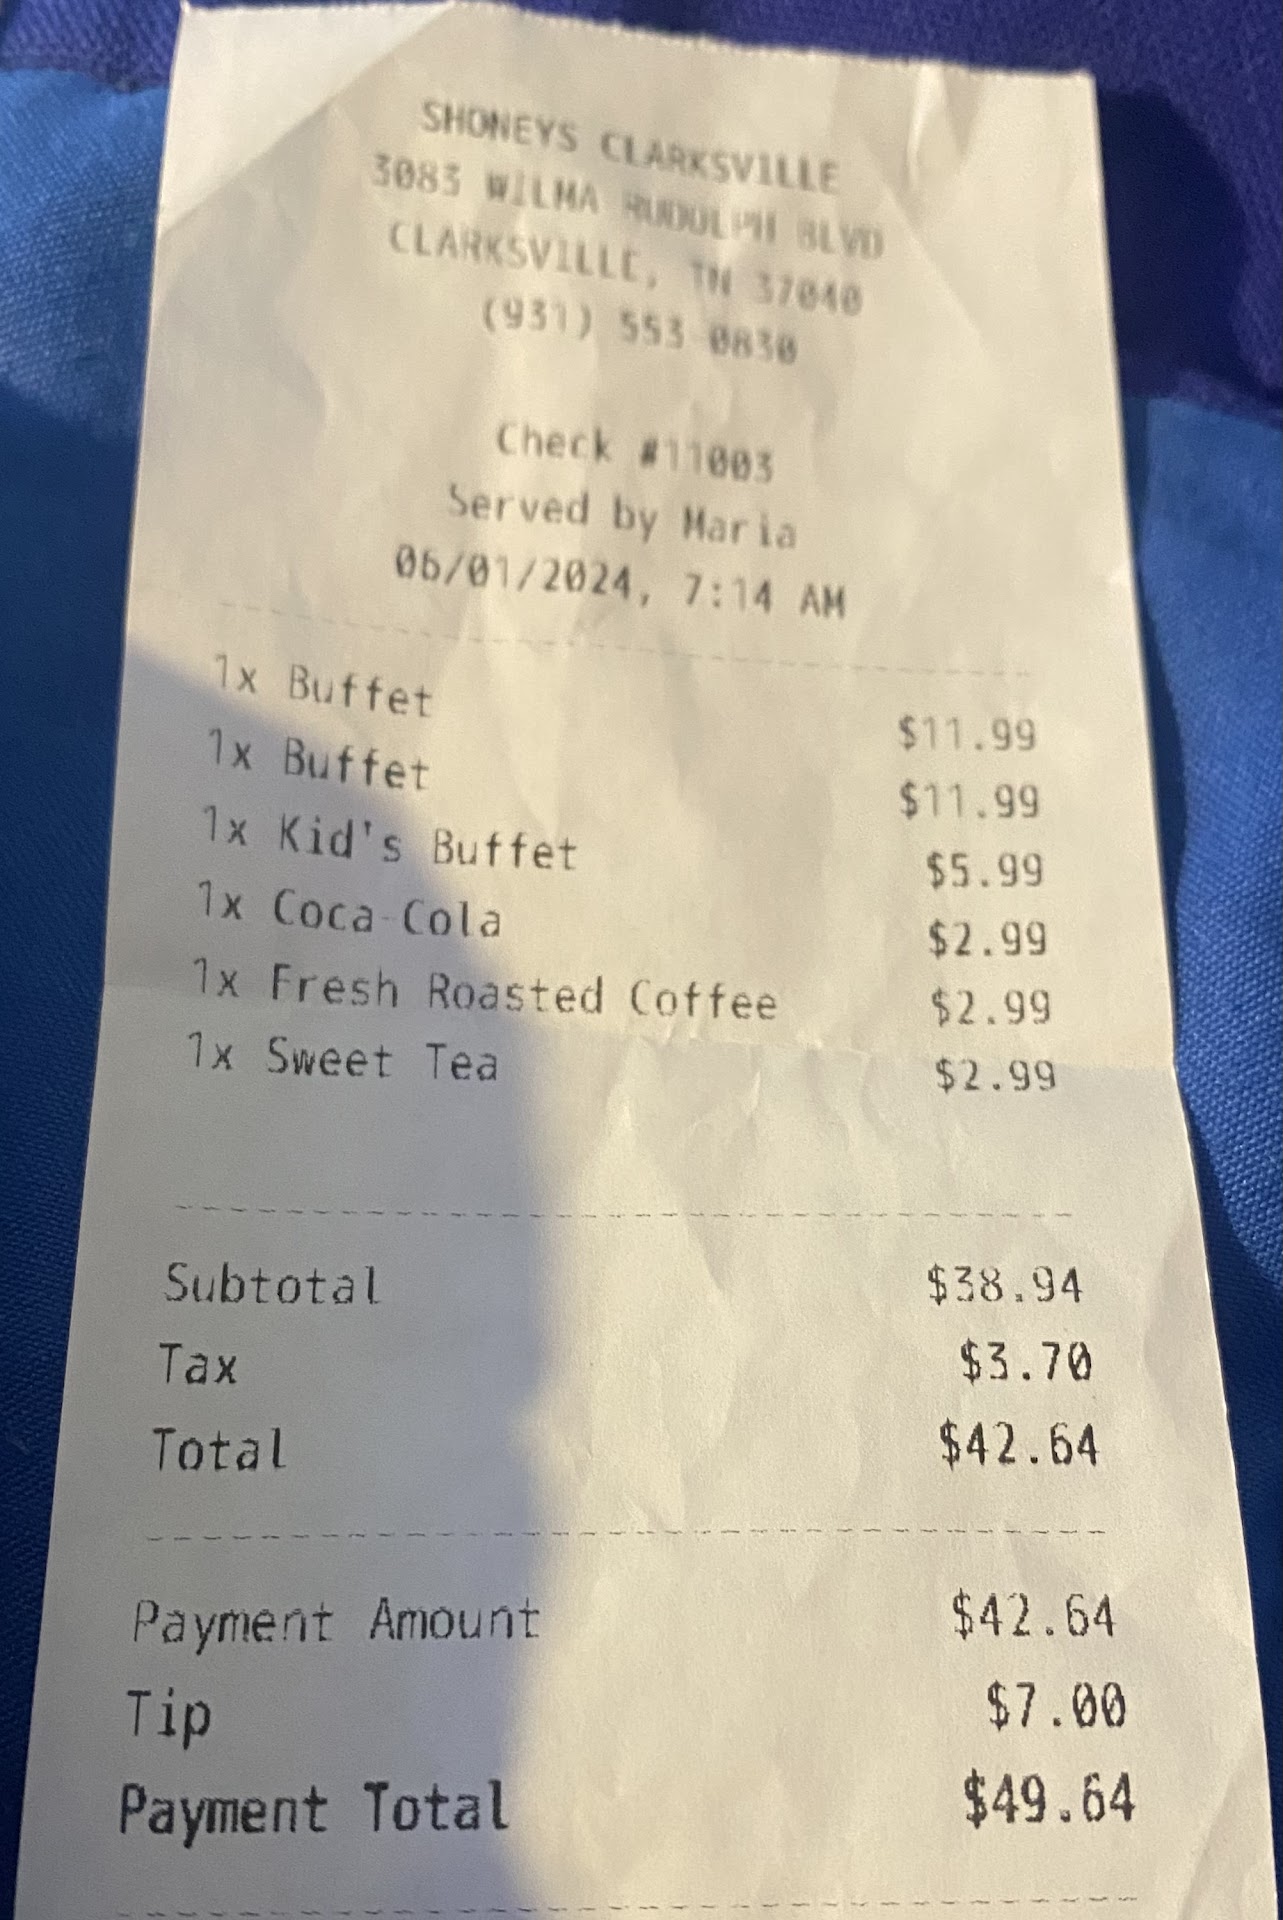 SHONEYS CLARKSVILLE
3083 WILMA RUDOLPH BLVD
CLARKSVILLE, TN 37040
(931) 553-0830
Check #11003
Served by Maria
06/01/2024, 7:14 AM
1x Buffet $11.99
1x Buffet $11.99
1x Kid's Buffet $5.99
1x Coca-Cola $2.99
1x Fresh Roasted Coffee $2.99
1x Sweet Tea $2.99
Subtotal $38.94
Tax $3.70
Total $42.64
Payment Amount $42.64
Tip $7.00
Payment Total $49.64